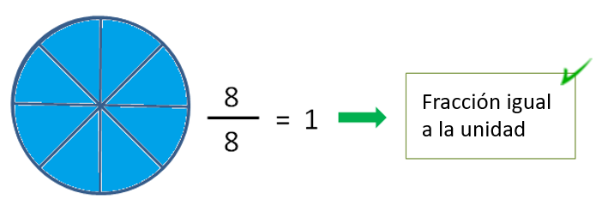 8
8
= 1
Fracción igual
a la unidad